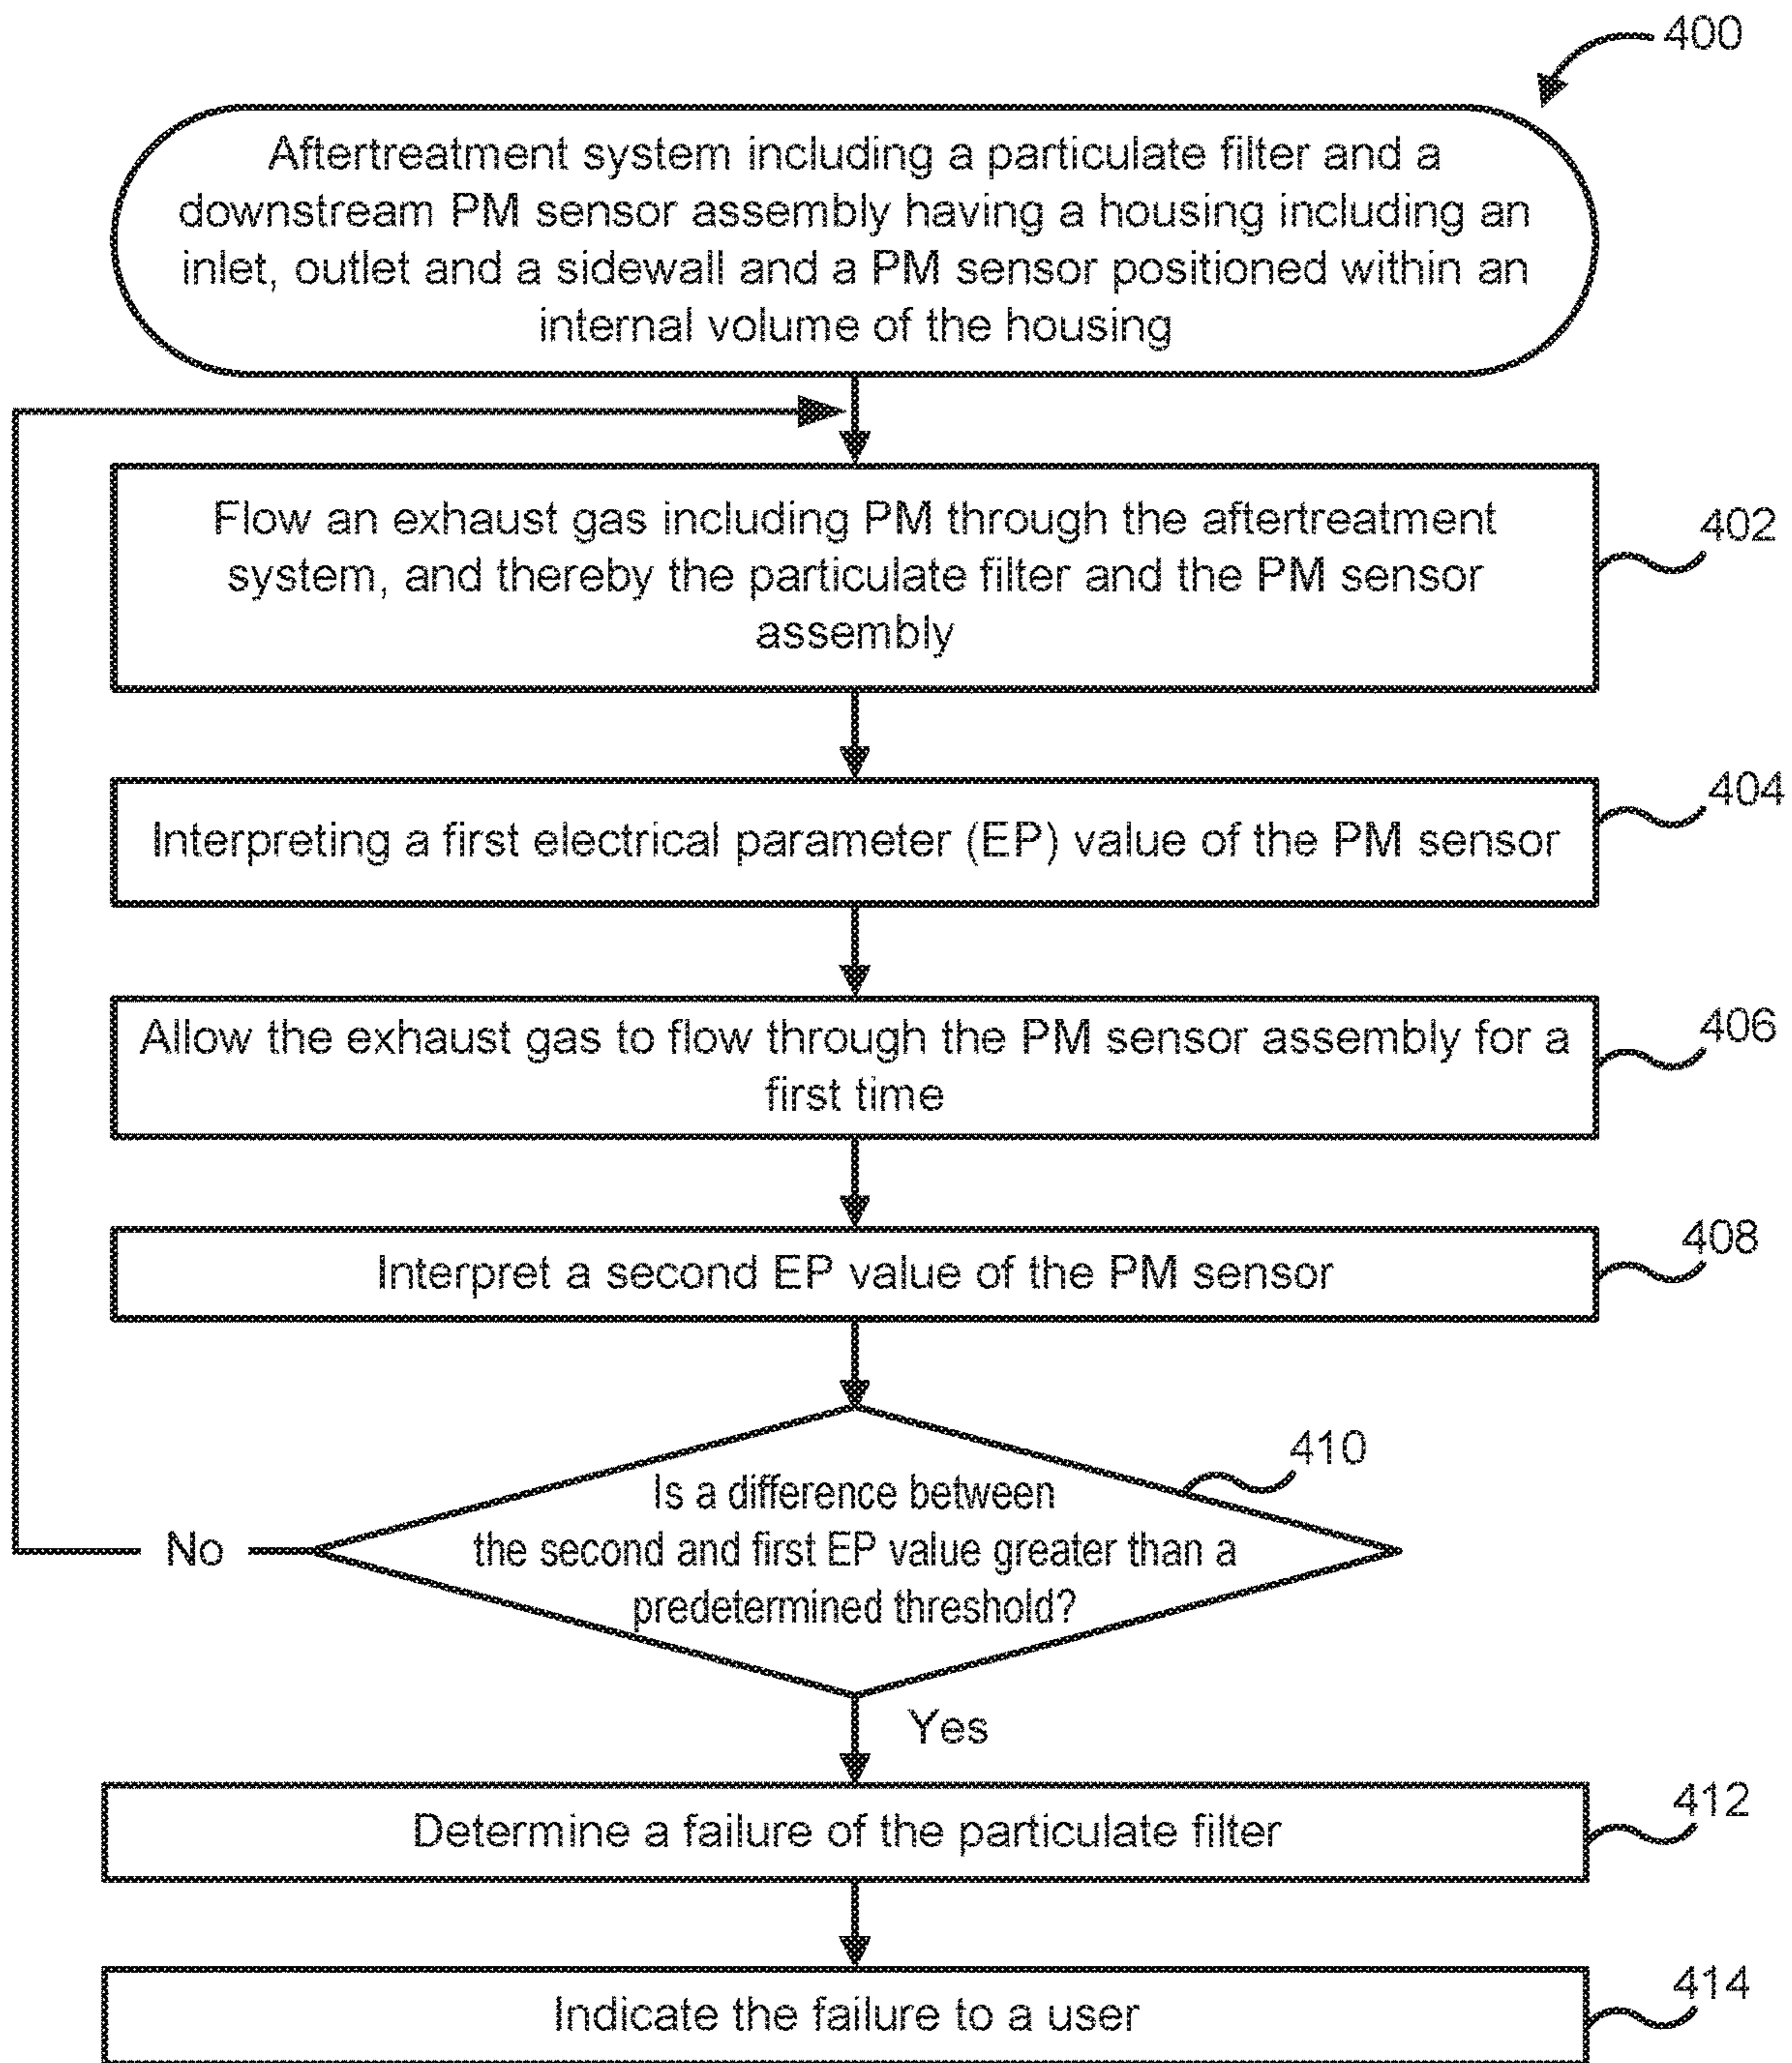 400
Aftertreatment system including a particulate filter and a
downstream PM sensor assembly having a housing including an
inlet, outlet and a sidewall and a PM sensor positioned within an
internal volume of the housing
Flow an exhaust gas including PM through the aftertreatment
system, and thereby the particulate filter and the PM sensor
assembly
402
Interpreting a first electrical parameter (EP) value of the PM sensor
404
Allow the exhaust gas to flow through the PM sensor assembly for a
first time
406
Interpret a second EP value of the PM sensor
408
Is a difference between
the second and first EP value greater than a
predetermined threshold?
410
No
Yes
Determine a failure of the particulate filter
412
Indicate the failure to a user
414